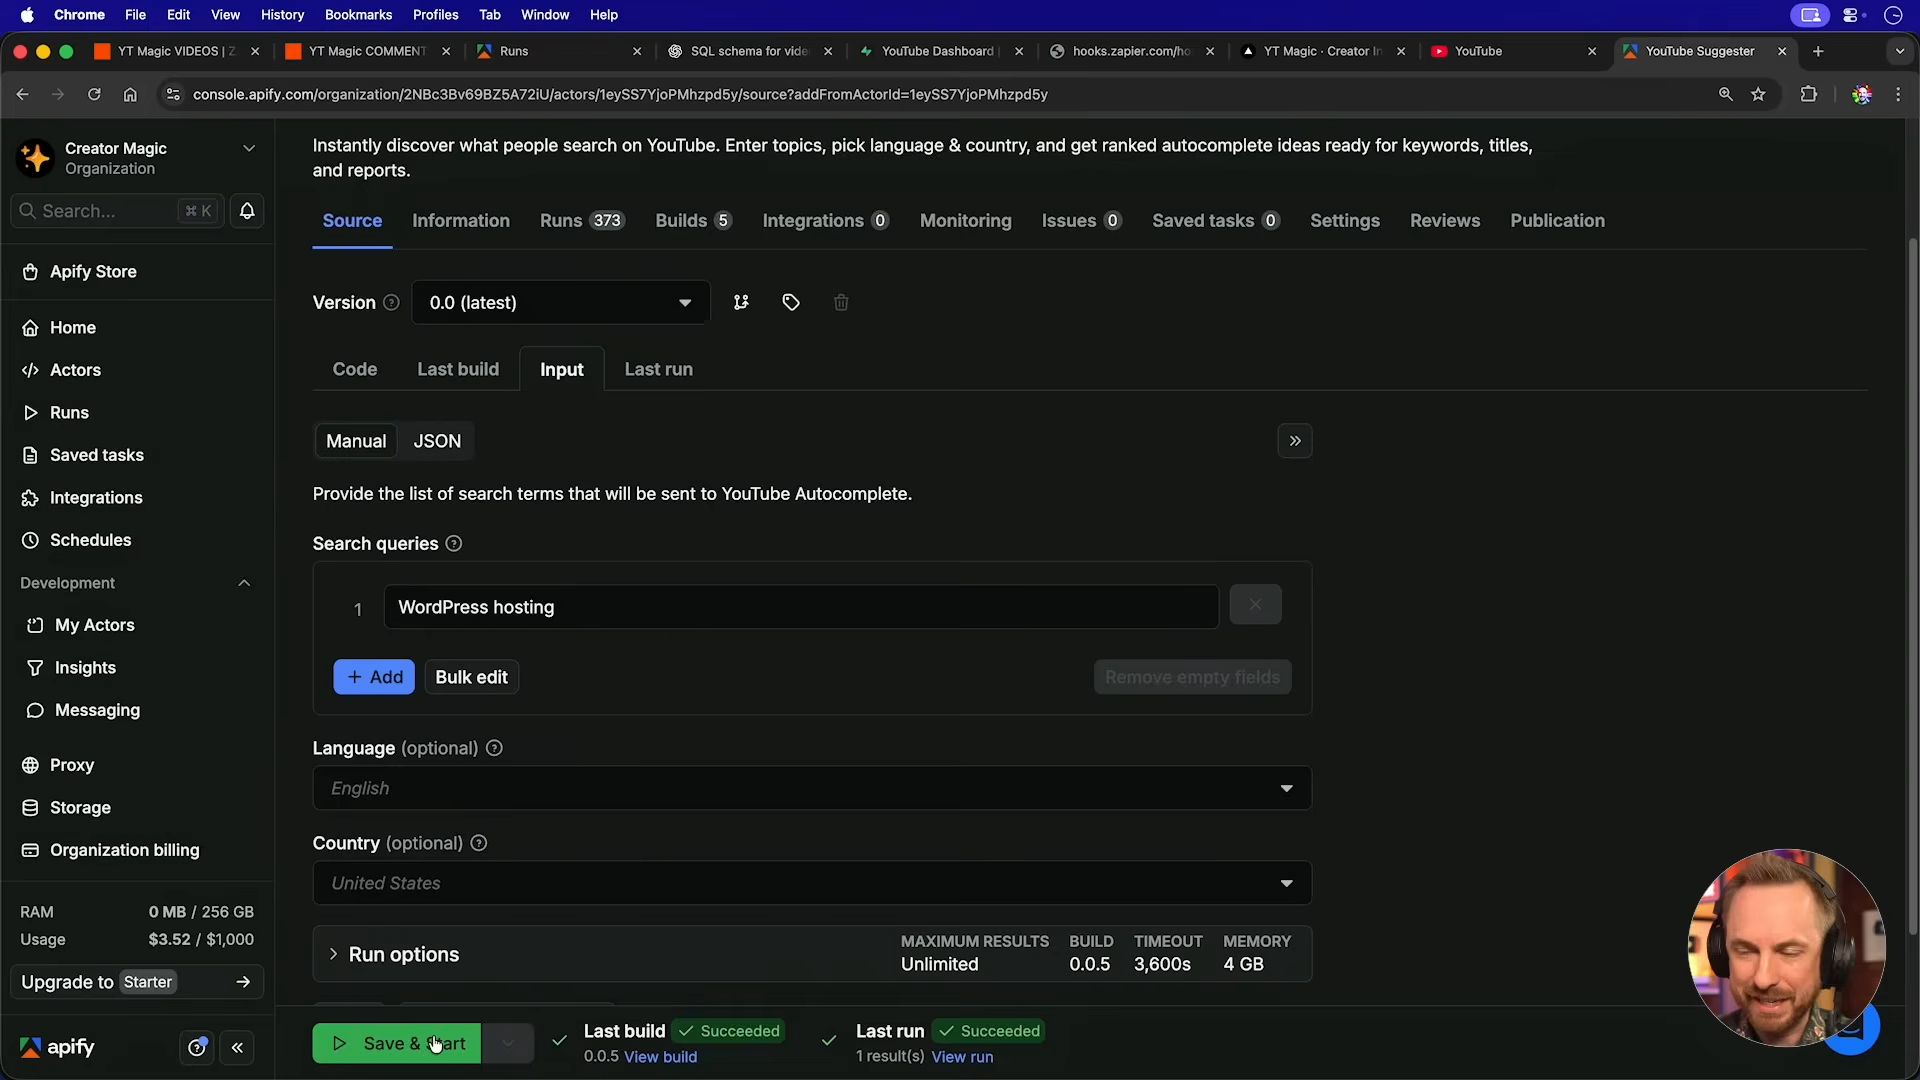 Chrome File Edit View History Bookmarks Profiles Tab Window Help
YT Magic VIDEOS | Z
YT Magic COMMENT
Runs
SQL schema for vide
YouTube Dashboard
hooks.zapier.com/ho
YT Magic · Creator In
YouTube
YouTube Suggester
console.apify.com/organization/2NBc3Bv69BZ5A72iU/actors/1eySS7YjoPMhzpd5y/source?addFromActorId=1eySS7YjoPMhzpd5y
Creator Magic
Organization
Search... ⌘ K
Apify Store
Home
Actors
Runs
Saved tasks
Integrations
Schedules
Development
My Actors
Insights
Messaging
Proxy
Storage
Organization billing
RAM 0 MB / 256 GB
Usage $3.52 / $1,000
Upgrade to Starter
apify
Instantly discover what people search on YouTube. Enter topics, pick language & country, and get ranked autocomplete ideas ready for keywords, titles,
and reports.
Source Information Runs 373 Builds 5 Integrations 0 Monitoring Issues 0 Saved tasks 0 Settings Reviews Publication
Version 0.0 (latest)
Code Last build Input Last run
Manual JSON
Provide the list of search terms that will be sent to YouTube Autocomplete.
Search queries
1 WordPress hosting
+ Add Bulk edit Remove empty fields
Language (optional)
English
Country (optional)
United States
Run options
MAXIMUM RESULTS BUILD TIMEOUT MEMORY
Unlimited 0.0.5 3,600s 4 GB
Save & Start
Last build Succeeded
0.0.5 View build
Last run Succeeded
1 result(s) View run